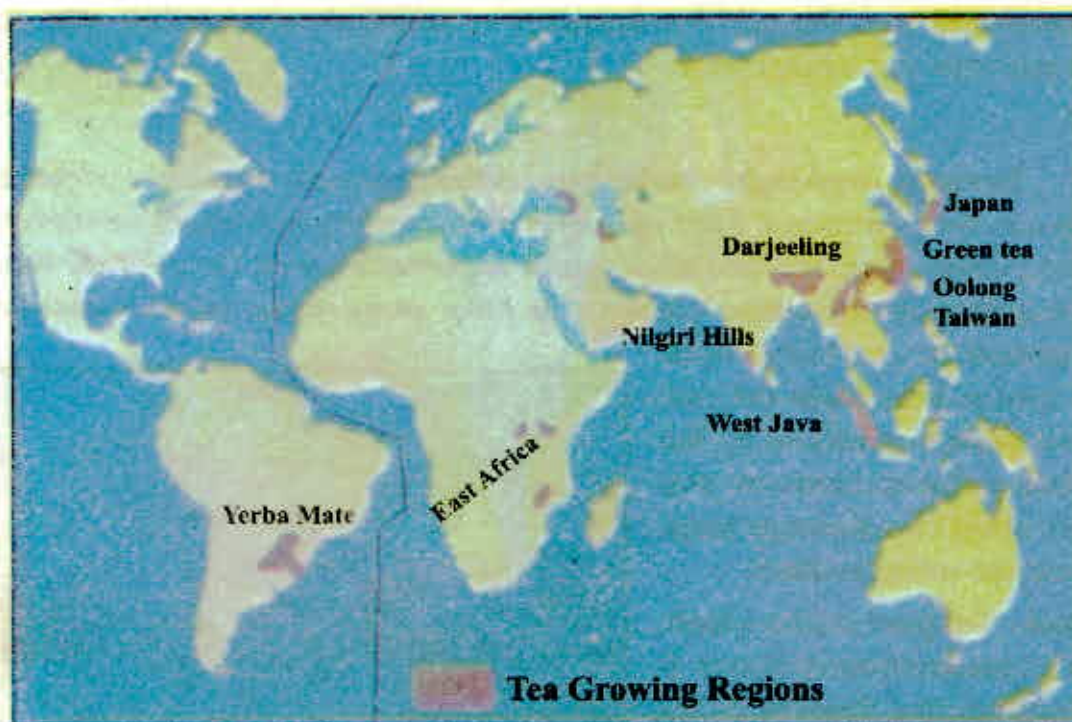 Japan
Darjeeling
Green tea
Oolong
Taiwan
Nilgiri Hills
West Java
East Africa
Yerba Mate
Tea Growing Regions